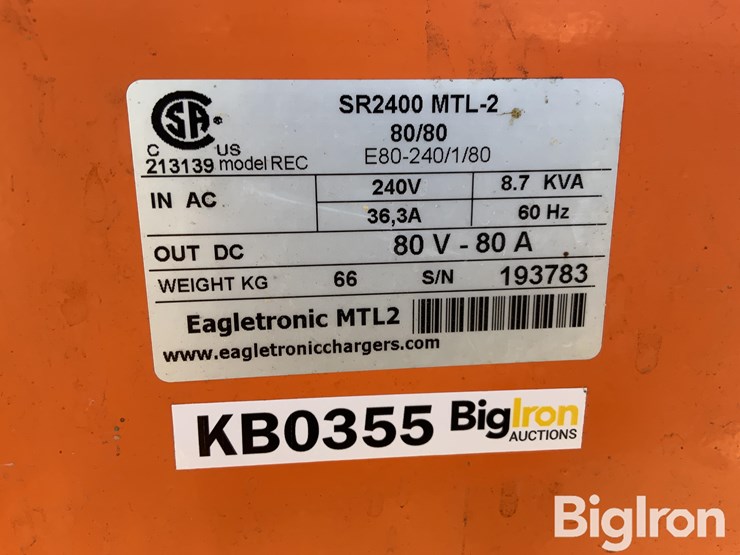 SR2400 MTL-2
80/80
E80-240/1/80
CSA
C US
213139 model REC
IN AC 240V 8.7 KVA
36,3A 60 Hz
OUT DC 80 V - 80 A
WEIGHT KG 66 S/N 193783
Eagletronic MTL2
www.eagletronicchargers.com
KB0355 BigIron
AUCTIONS
BigIron